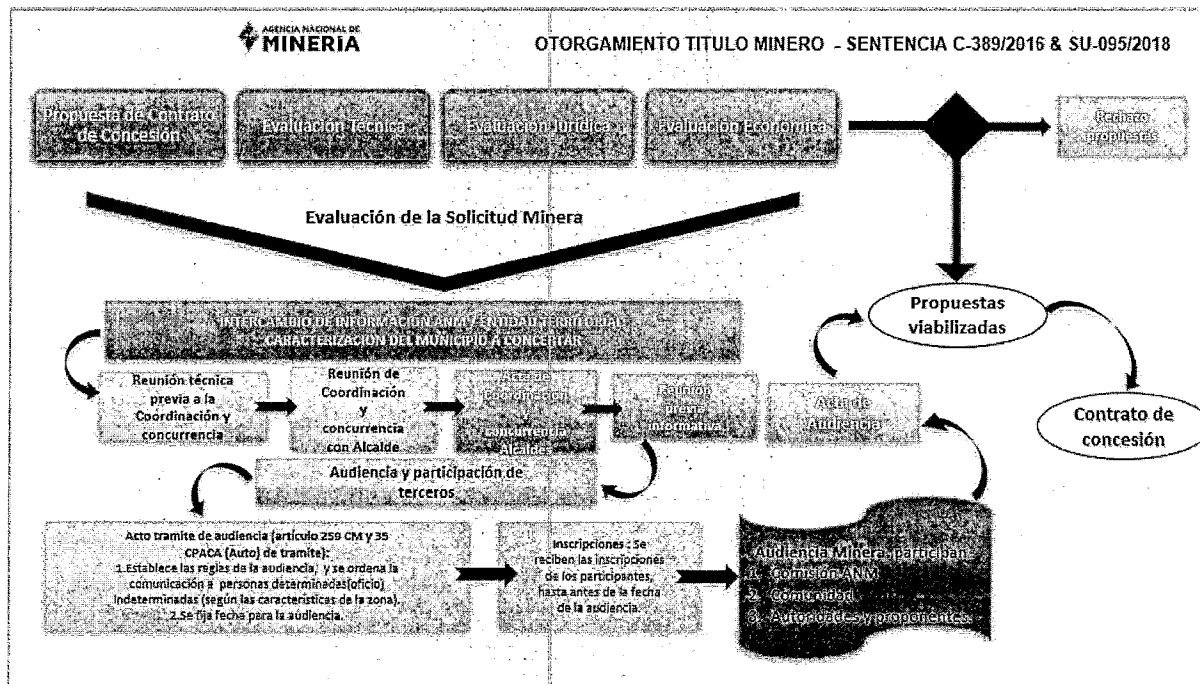 AGENCIA NACIONAL DE
MINERÍA
OTORGAMIENTO TITULO MINERO - SENTENCIA C-389/2016 & SU-095/2018
Propuesta de Contrato
de Concesión
Evaluación Técnica
Evaluación Jurídica
Evaluación Económica
Rechazo
propuestas
Evaluación de la Solicitud Minera
INTERCAMBIO DE INFORMACION ANM Y ENTIDAD TERRITORIAL
CARACTERIZACION DEL MUNICIPIO A CONCERTAR
Propuestas
viabilizadas
Reunión técnica
previa a la
Coordinación y
concurrencia
Reunión de
Coordinación
y
concurrencia
con Alcalde
Acta de
Coordinación
concurrencia
Alcalde
Reunión
previa
informativa
Acta de
Audiencia
Contrato de
concesión
Audiencia y participación de
terceros
Acto tramite de audiencia (artículo 259 CM y 35
CPACA (Auto) de tramite):
1.Establece las reglas de la audiencia, y se ordena la
comunicación a personas determinadas(oficio)
Indeterminadas (según las características de la zona).
2.Se fija fecha para la audiencia.
Inscripciones : Se
reciben las inscripciones
de los participantes,
hasta antes de la fecha
de la audiencia.
Audiencia Minera, participan:
1. Comisión ANM
2. Comunidad
3. Autoridades y proponentes.